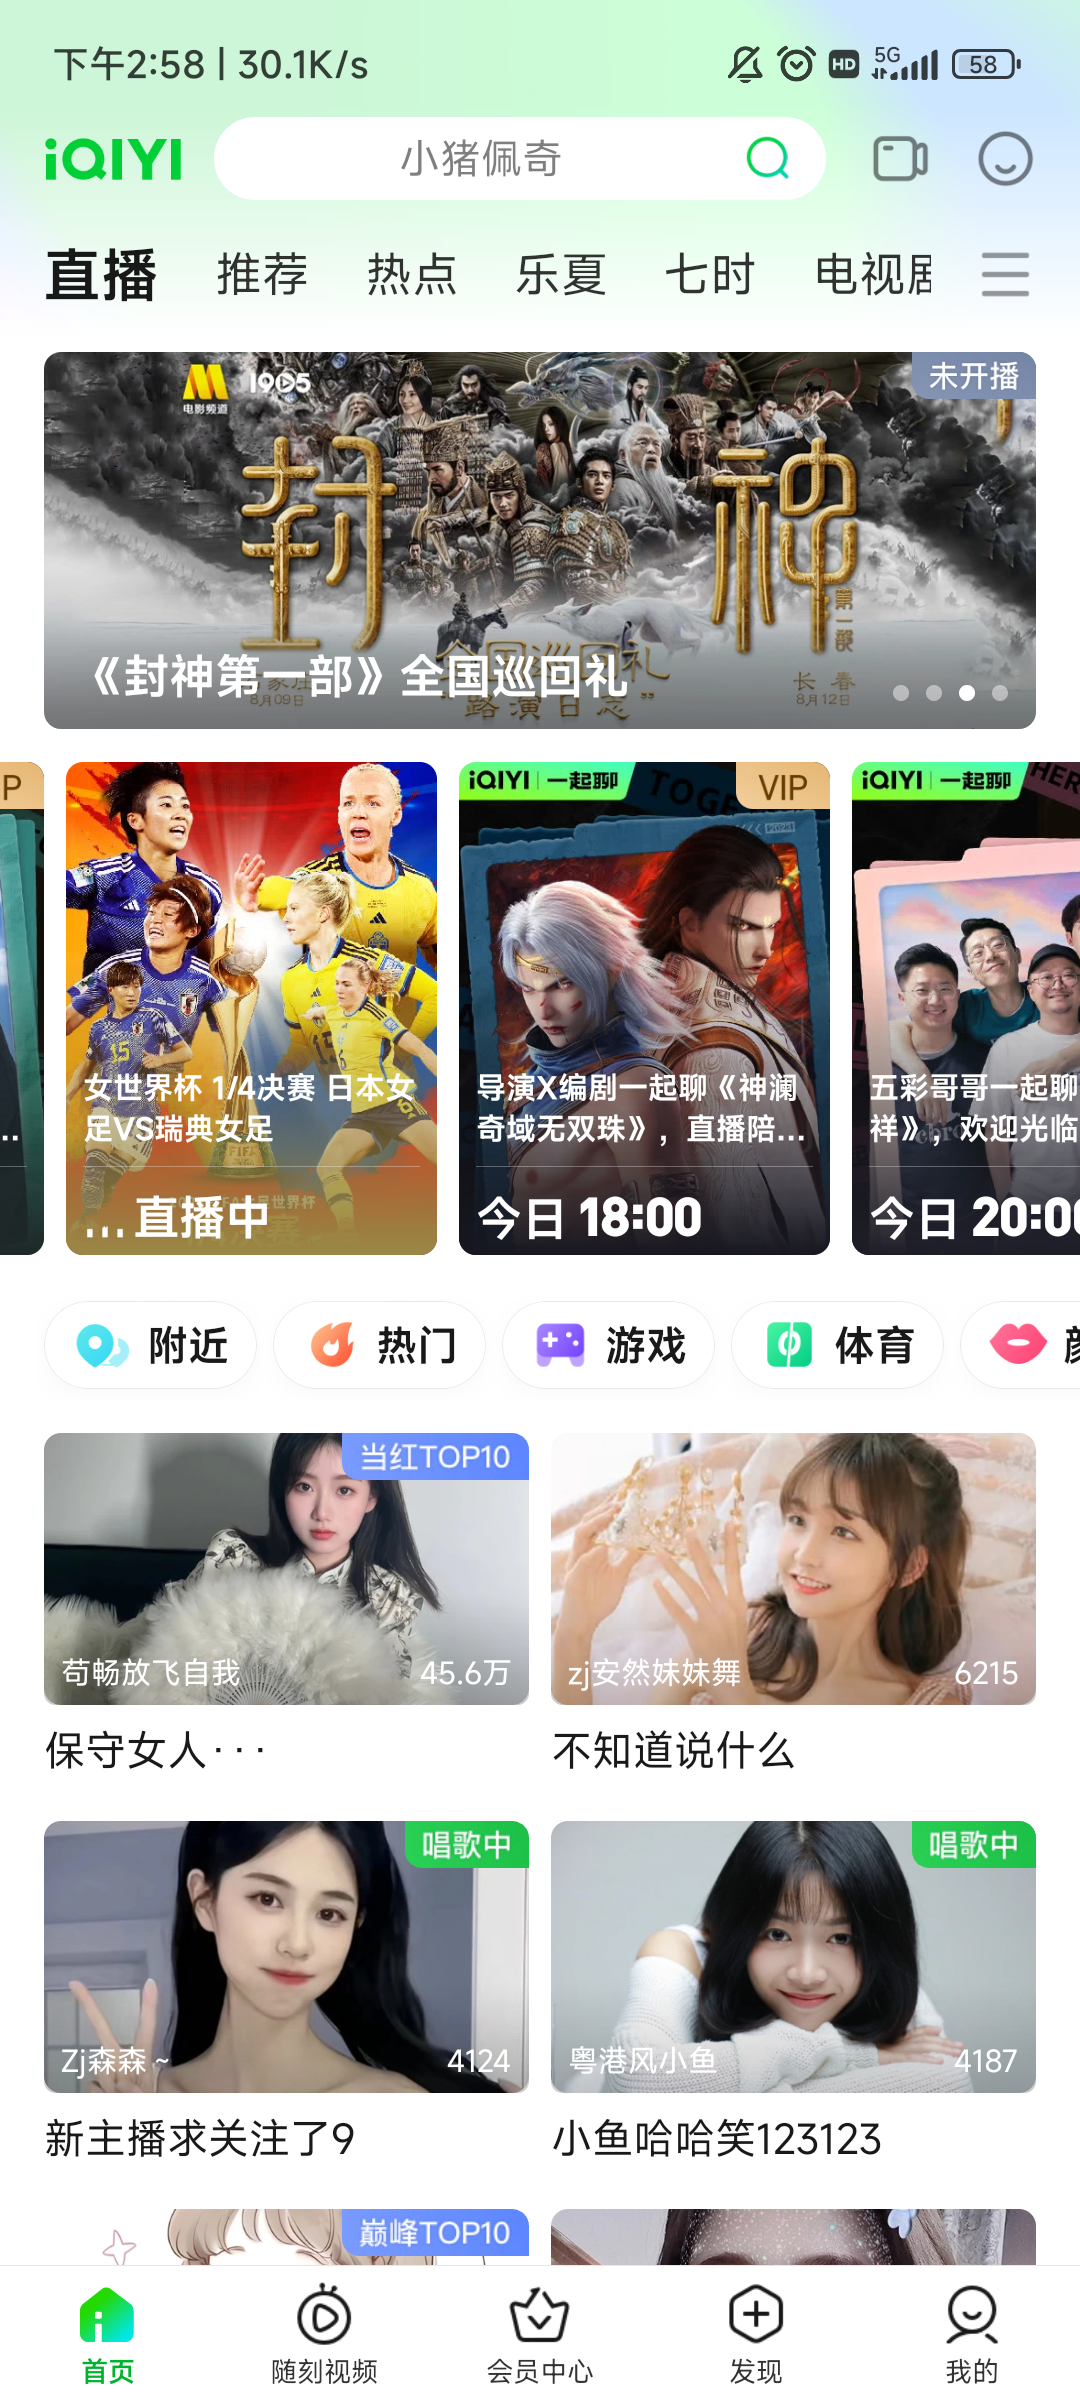 下午2:58 | 30.1K/s
HD
5G
58
iQIYI
小猪佩奇
直播
推荐
热点
乐夏
七时
电视剧
电影频道
1905
未开播
封神
第一部
《封神第一部》全国巡回礼
8月09日
路演日志
长春
8月12日
P
...
女世界杯 1/4决赛 日本女
足VS瑞典女足
... 直播中
iQIYI 一起聊
VIP
导演X编剧一起聊《神澜
奇域无双珠》，直播陪...
今日 18:00
iQIYI 一起聊
HER
五彩哥哥一起聊
祥》，欢迎光临
今日 20:00
附近
热门
游戏
体育
颜
当红TOP10
苟畅放飞自我
45.6万
zj安然妹妹舞
6215
保守女人···
不知道说什么
唱歌中
Zj森森～
4124
唱歌中
粤港风小鱼
4187
新主播求关注了9
小鱼哈哈笑123123
巅峰TOP10
首页
随刻视频
会员中心
发现
我的